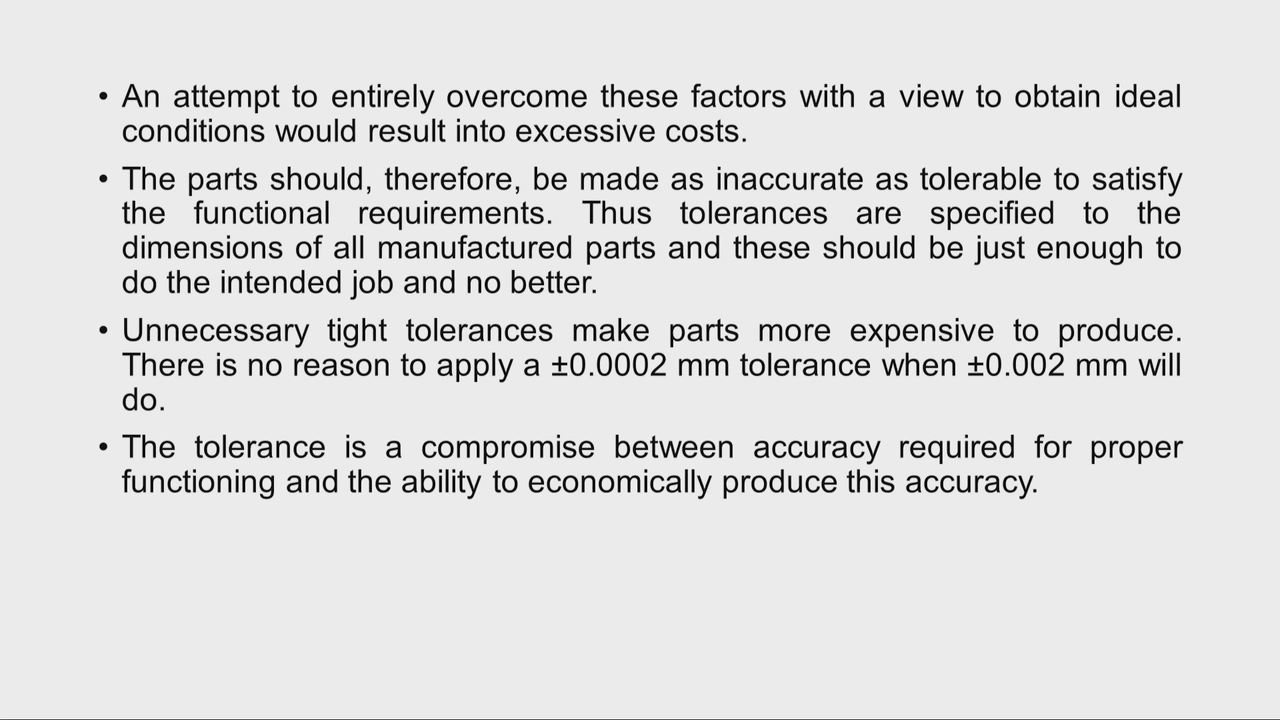 • An attempt to entirely overcome these factors with a view to obtain ideal
conditions would result into excessive costs.
• The parts should, therefore, be made as inaccurate as tolerable to satisfy
the functional requirements. Thus tolerances are specified to the
dimensions of all manufactured parts and these should be just enough to
do the intended job and no better.
• Unnecessary tight tolerances make parts more expensive to produce.
There is no reason to apply a ±0.0002 mm tolerance when ±0.002 mm will
do.
• The tolerance is a compromise between accuracy required for proper
functioning and the ability to economically produce this accuracy.